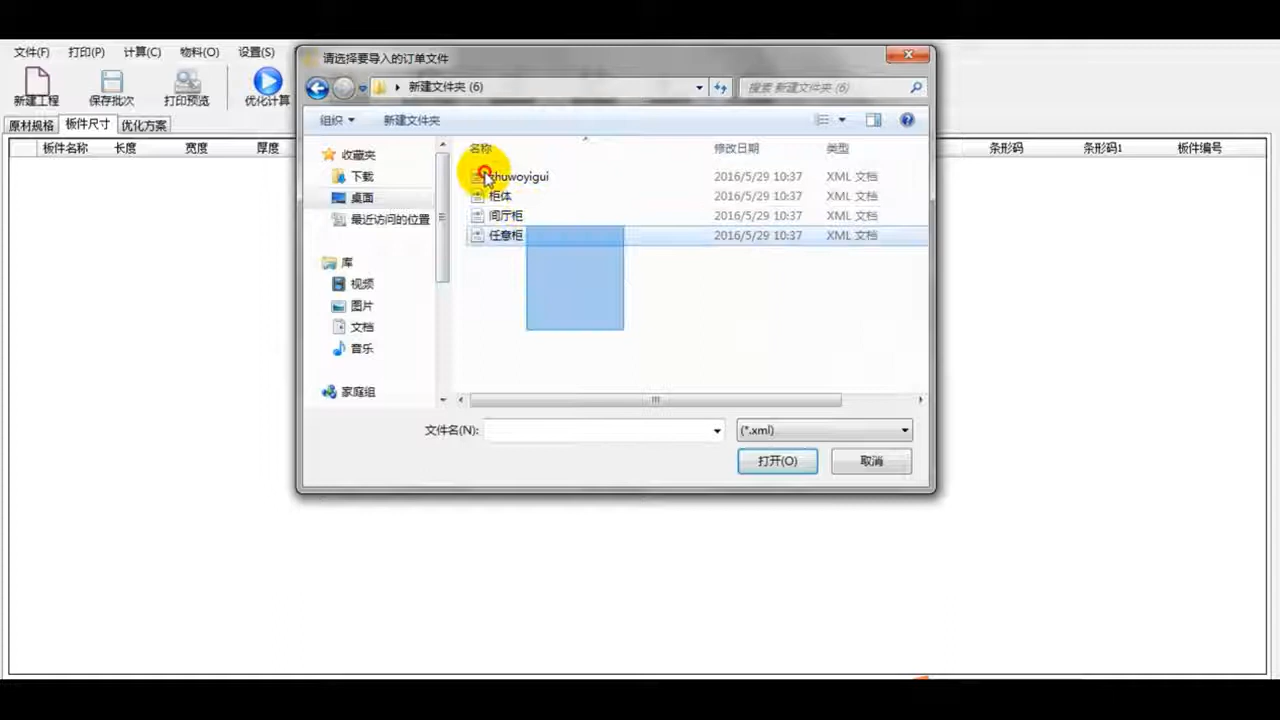 文件(F) 打印(P) 计算(C) 物料(O) 设置(S)
新建工程 保存批次 打印预览 优化计算
原材规格 板件尺寸 优化方案
板件名称 长度 宽度 厚度 条形码 条形码1 板件编号
请选择要导入的订单文件
新建文件夹 (6) 搜索 新建文件夹 (6)
组织 新建文件夹
收藏夹
下载
桌面
最近访问的位置
库
视频
图片
文档
音乐
家庭组
名称 修改日期 类型
zhuwoyigui 2016/5/29 10:37 XML 文档
柜体 2016/5/29 10:37 XML 文档
间厅柜 2016/5/29 10:37 XML 文档
任意柜 2016/5/29 10:37 XML 文档
文件名(N): (*.xml)
打开(O) 取消